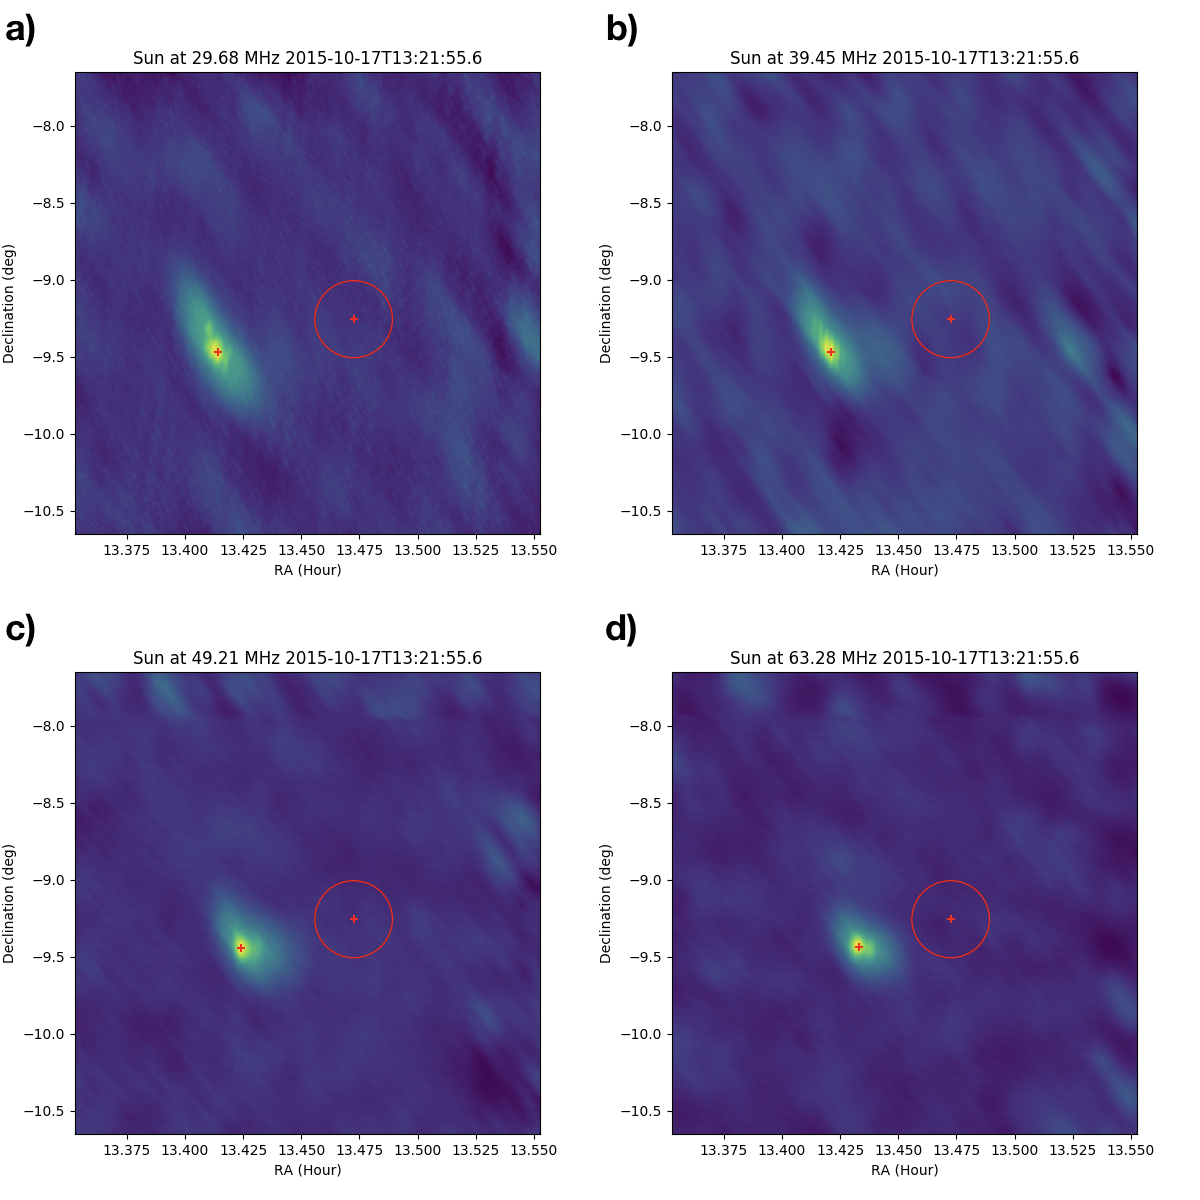 a)
Sun at 29.68 MHz 2015-10-17T13:21:55.6
Declination (deg)
−8.0
−8.5
−9.0
−9.5
−10.0
−10.5
13.375 13.400 13.425 13.450 13.475 13.500 13.525 13.550
RA (Hour)
b)
Sun at 39.45 MHz 2015-10-17T13:21:55.6
Declination (deg)
−8.0
−8.5
−9.0
−9.5
−10.0
−10.5
13.375 13.400 13.425 13.450 13.475 13.500 13.525 13.550
RA (Hour)
c)
Sun at 49.21 MHz 2015-10-17T13:21:55.6
Declination (deg)
−8.0
−8.5
−9.0
−9.5
−10.0
−10.5
13.375 13.400 13.425 13.450 13.475 13.500 13.525 13.550
RA (Hour)
d)
Sun at 63.28 MHz 2015-10-17T13:21:55.6
Declination (deg)
−8.0
−8.5
−9.0
−9.5
−10.0
−10.5
13.375 13.400 13.425 13.450 13.475 13.500 13.525 13.550
RA (Hour)